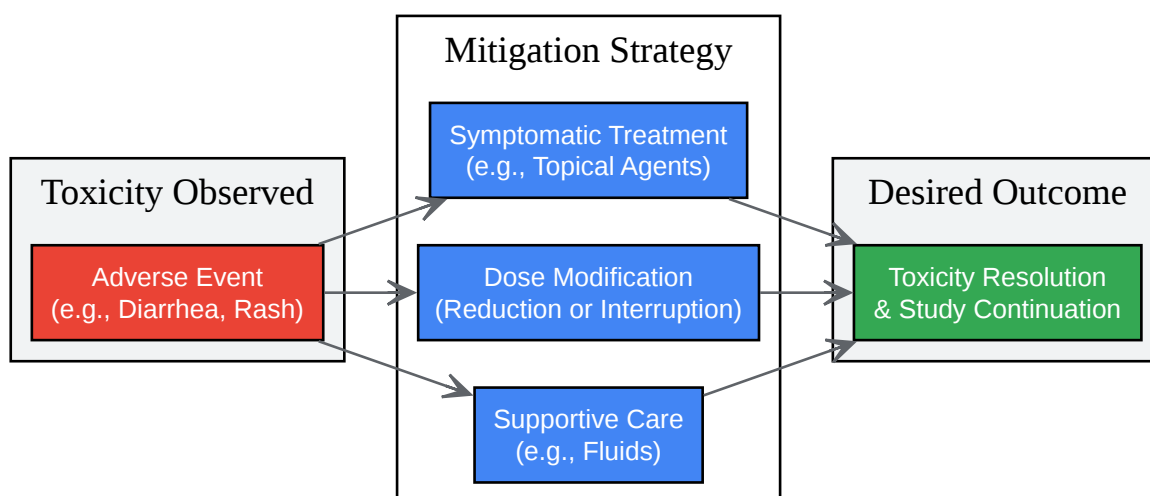 Toxicity Observed
Adverse Event
(e.g., Diarrhea, Rash)
Mitigation Strategy
Symptomatic Treatment
(e.g., Topical Agents)
Dose Modification
(Reduction or Interruption)
Supportive Care
(e.g., Fluids)
Desired Outcome
Toxicity Resolution
& Study Continuation